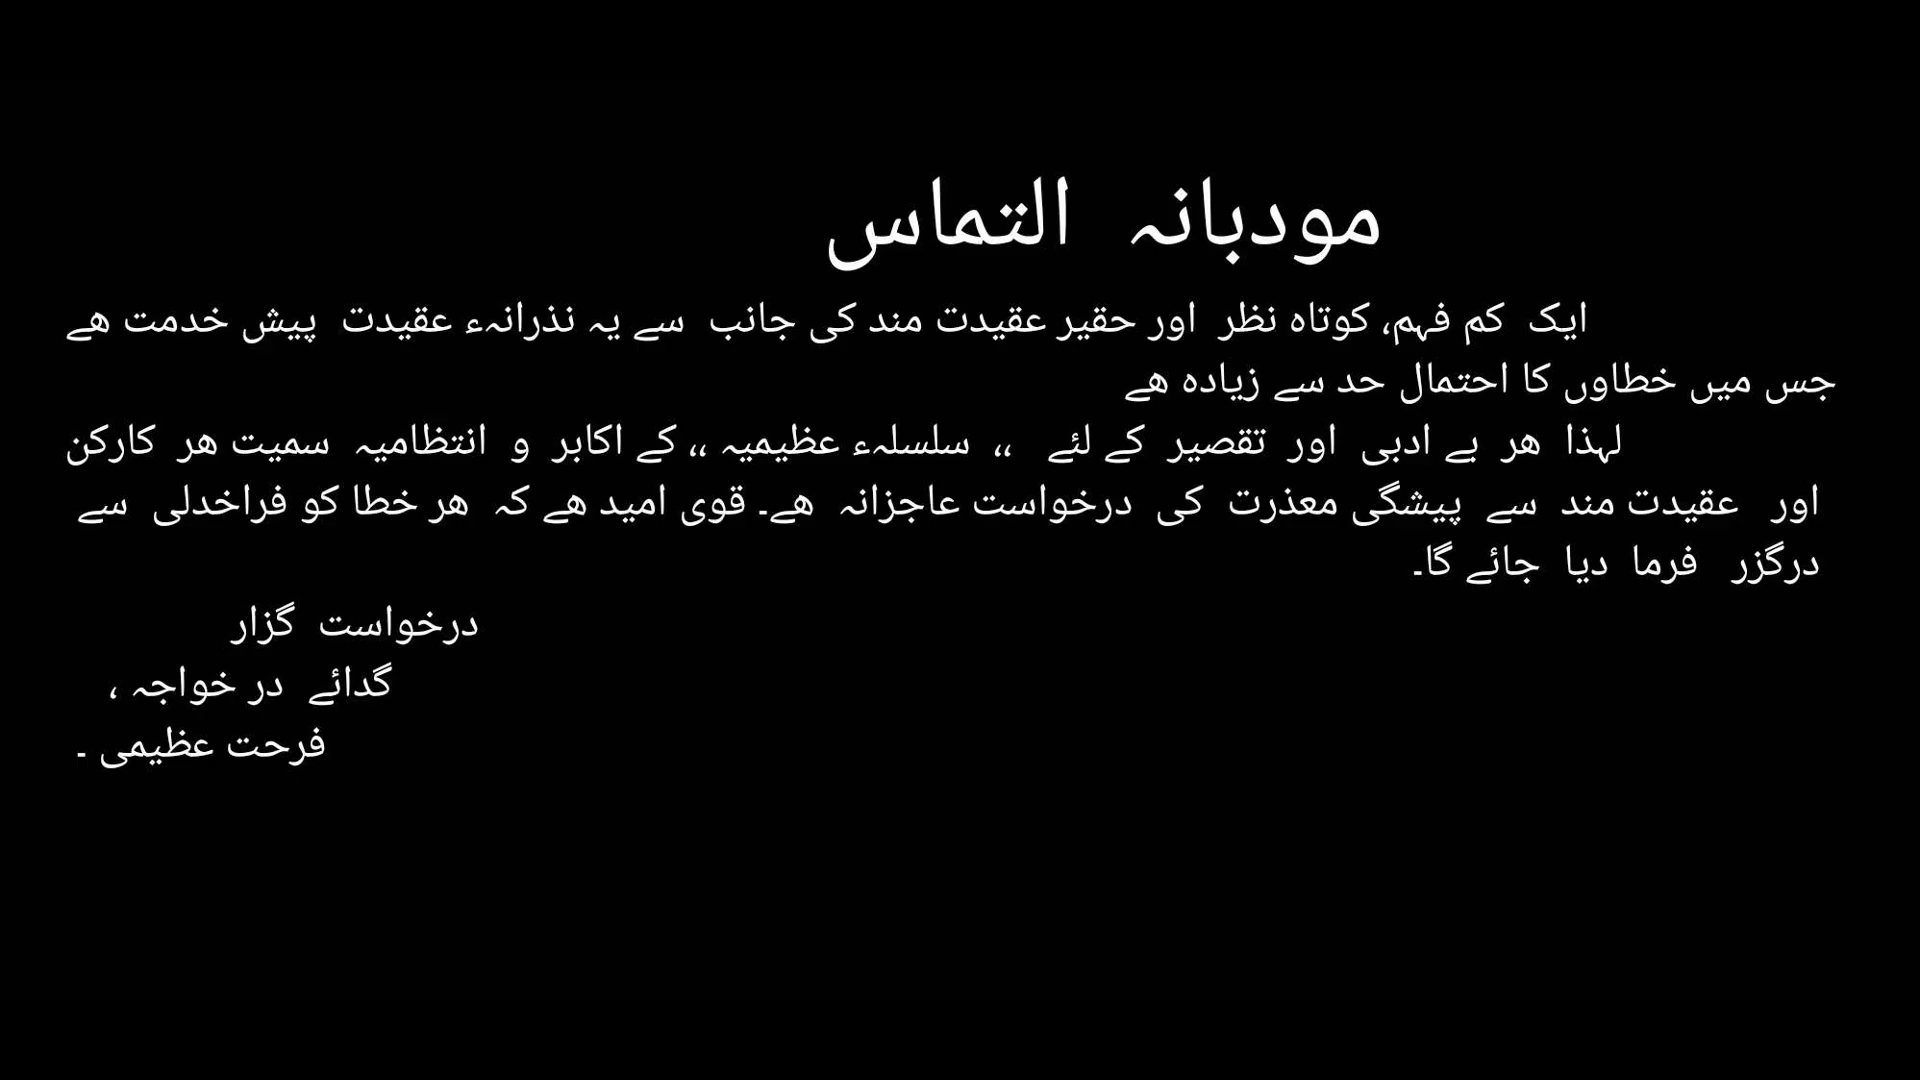 مودبانہ التماس
ایک کم فہم، کوتاہ نظر اور حقیر عقیدت مند کی جانب سے یہ نذرانہء عقیدت پیش خدمت ھے
جس میں خطاوں کا احتمال حد سے زیادہ ھے
لہذا ھر بے ادبی اور تقصیر کے لئے ،، سلسلہء عظیمیہ ،، کے اکابر و انتظامیہ سمیت ھر کارکن
اور عقیدت مند سے پیشگی معذرت کی درخواست عاجزانہ ھے۔ قوی امید ھے کہ ھر خطا کو فراخدلی سے
درگزر فرما دیا جائے گا۔
درخواست گزار
گدائے در خواجہ ،
فرحت عظیمی ۔